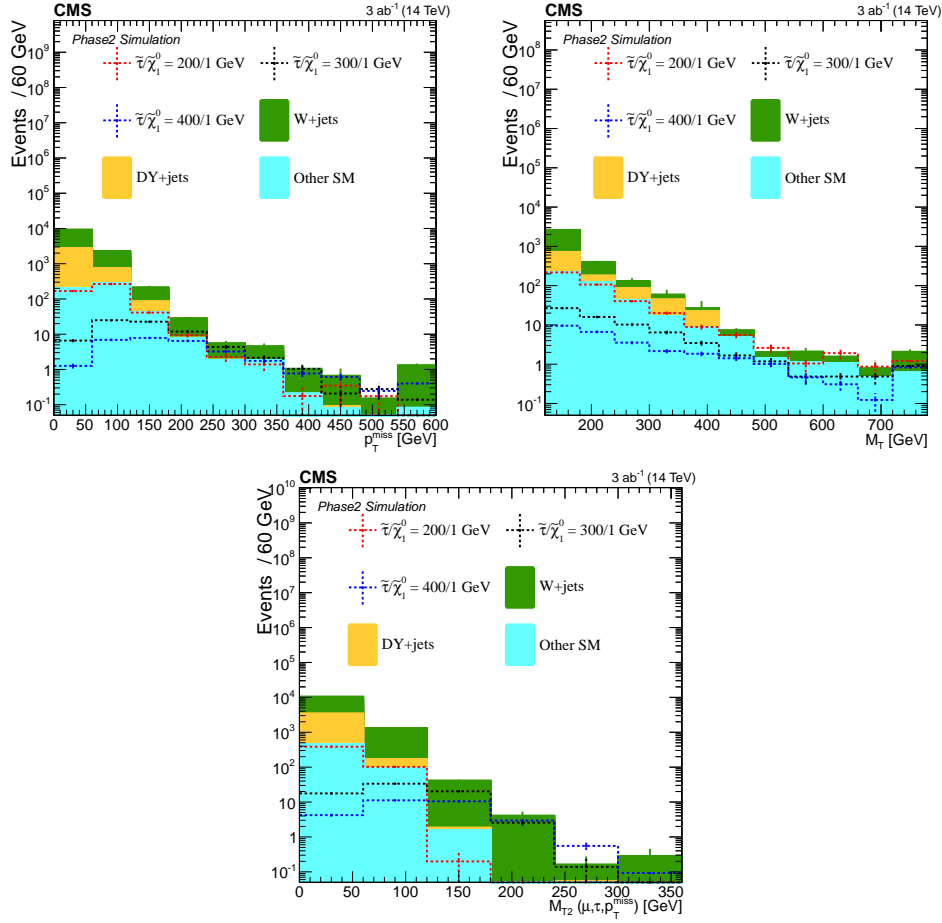 CMS 3 ab⁻¹ (14 TeV)
Phase2 Simulation
τ̃/χ̃₁⁰ = 200/1 GeV τ̃/χ̃₁⁰ = 300/1 GeV
τ̃/χ̃₁⁰ = 400/1 GeV W+jets
DY+jets Other SM
Events / 60 GeV
10⁹
10⁸
10⁷
10⁶
10⁵
10⁴
10³
10²
10
1
10⁻¹
0 50 100 150 200 250 300 350 400 450 500 550 600
p_T^miss [GeV]
CMS 3 ab⁻¹ (14 TeV)
Phase2 Simulation
τ̃/χ̃₁⁰ = 200/1 GeV τ̃/χ̃₁⁰ = 300/1 GeV
τ̃/χ̃₁⁰ = 400/1 GeV W+jets
DY+jets Other SM
Events / 60 GeV
10⁸
10⁷
10⁶
10⁵
10⁴
10³
10²
10
1
10⁻¹
200 300 400 500 600 700
M_T [GeV]
CMS 3 ab⁻¹ (14 TeV)
Phase2 Simulation
τ̃/χ̃₁⁰ = 200/1 GeV τ̃/χ̃₁⁰ = 300/1 GeV
τ̃/χ̃₁⁰ = 400/1 GeV W+jets
DY+jets Other SM
Events / 60 GeV
10¹⁰
10⁹
10⁸
10⁷
10⁶
10⁵
10⁴
10³
10²
10
1
10⁻¹
0 50 100 150 200 250 300 350
M_T2 (μ,τ,p_T^miss) [GeV]